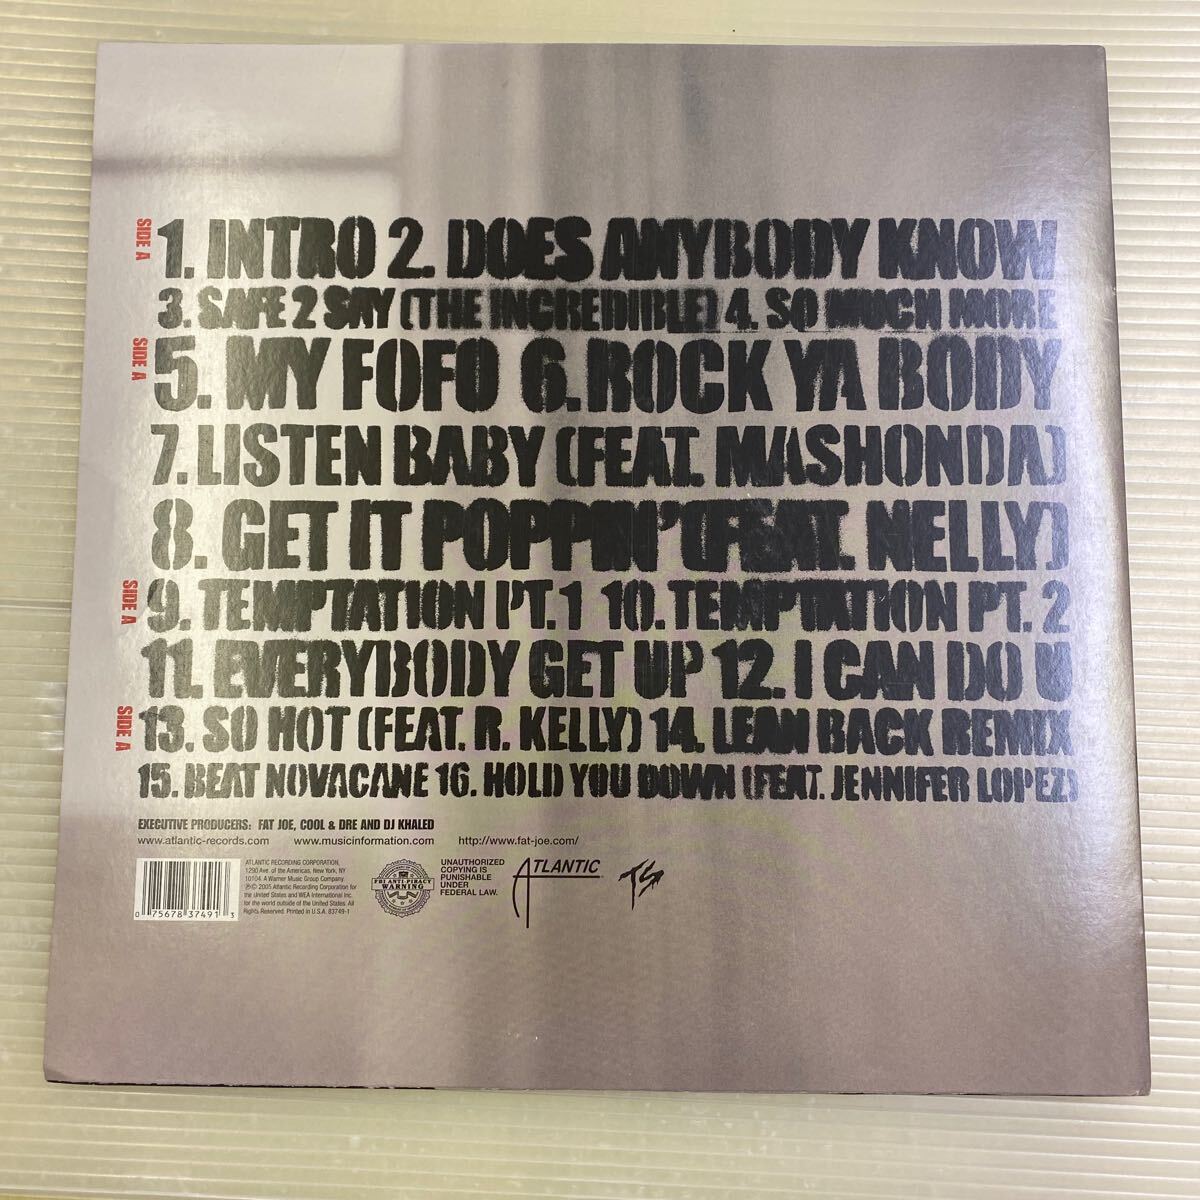 SIDE A
1. INTRO 2. DOES ANYBODY KNOW
3. SAFE 2 SAY (THE INCREDIBLE) 4. SO MUCH MORE
SIDE A
5. MY FOFO 6. ROCK YA BODY
7. LISTEN BABY (FEAT. MASHONDA)
8. GET IT POPPIN' (FEAT. NELLY)
SIDE A
9. TEMPTATION PT. 1 10. TEMPTATION PT. 2
11. EVERYBODY GET UP 12. I CAN DO U
SIDE A
13. SO HOT (FEAT. R. KELLY) 14. LEAN BACK REMIX
15. BEAT NOVACANE 16. HOLD YOU DOWN (FEAT. JENNIFER LOPEZ)
EXECUTIVE PRODUCERS: FAT JOE, COOL & DRE AND DJ KHALED
www.atlantic-records.com www.musicinformation.com http://www.fat-joe.com/
0 75678 37491 3
ATLANTIC RECORDING CORPORATION,
1290 Ave. of the Americas, New York, NY
10104. A Warner Music Group Company.
℗© 2005 Atlantic Recording Corporation for
the United States and WEA International Inc.
for the world outside of the United States. All
Rights Reserved. Printed in U.S.A. 83749-1
FBI ANTI-PIRACY
WARNING
UNAUTHORIZED
COPYING IS
PUNISHABLE
UNDER
FEDERAL LAW.
ATLANTIC
TS